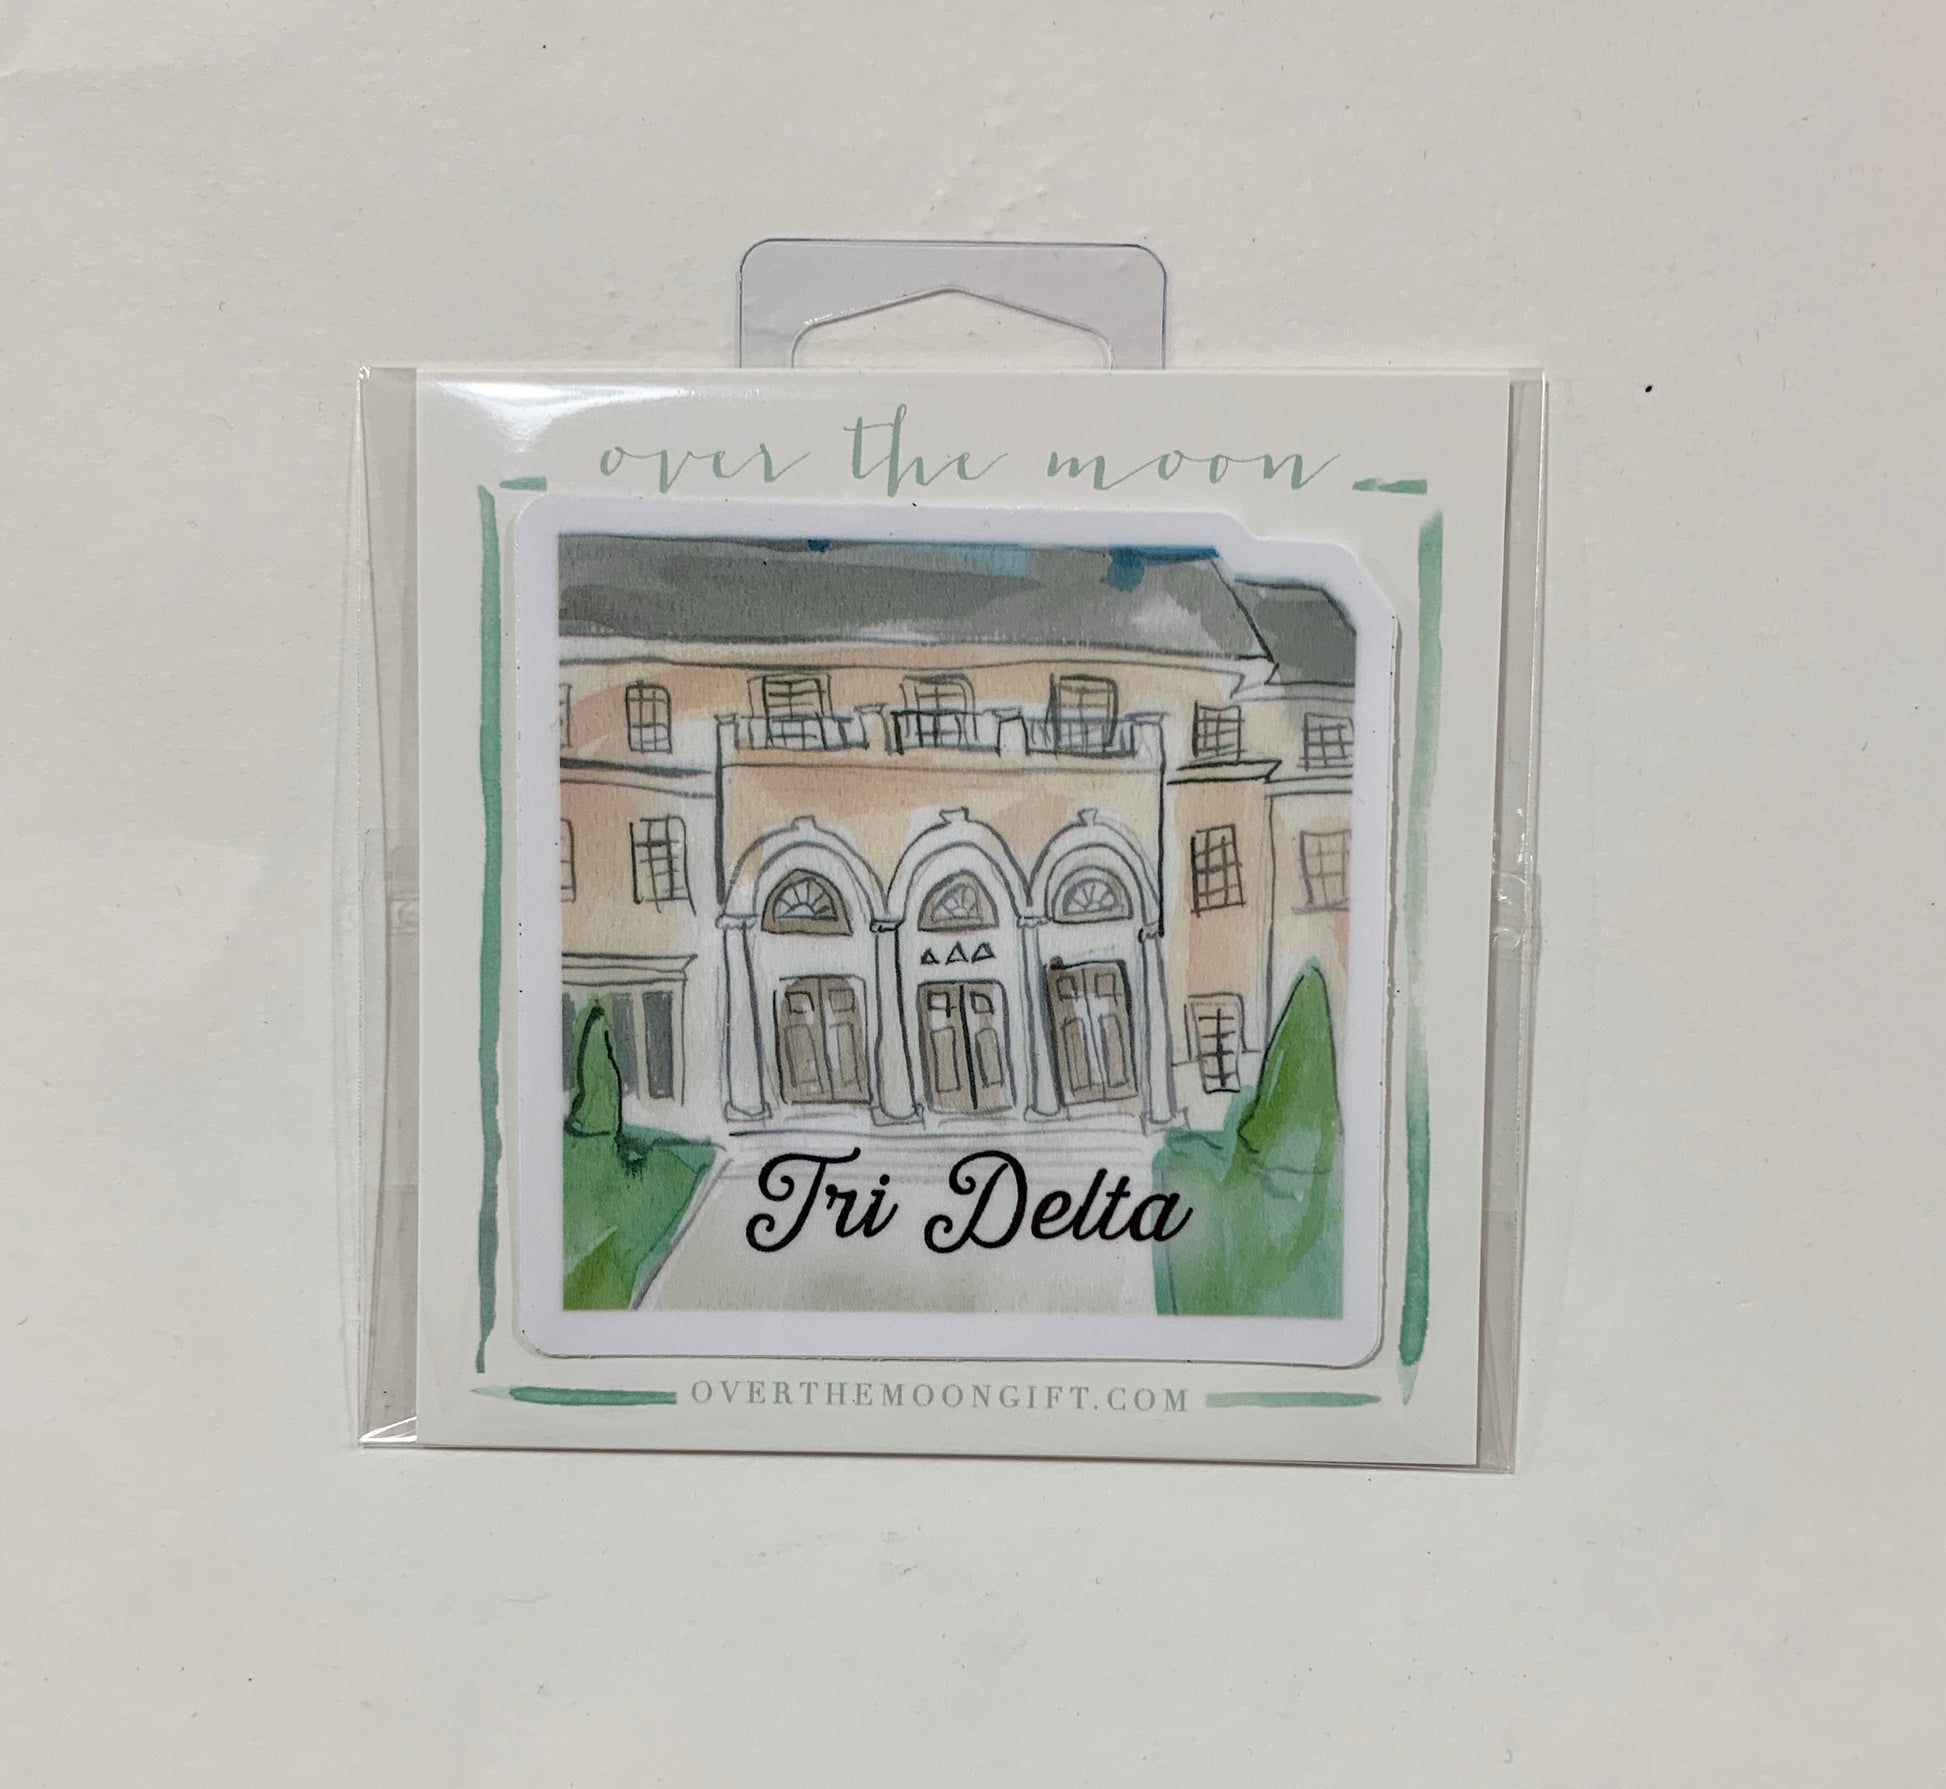 over the moon
ΔΔΔ
Tri Delta
OVERTHEMOONGIFT.COM